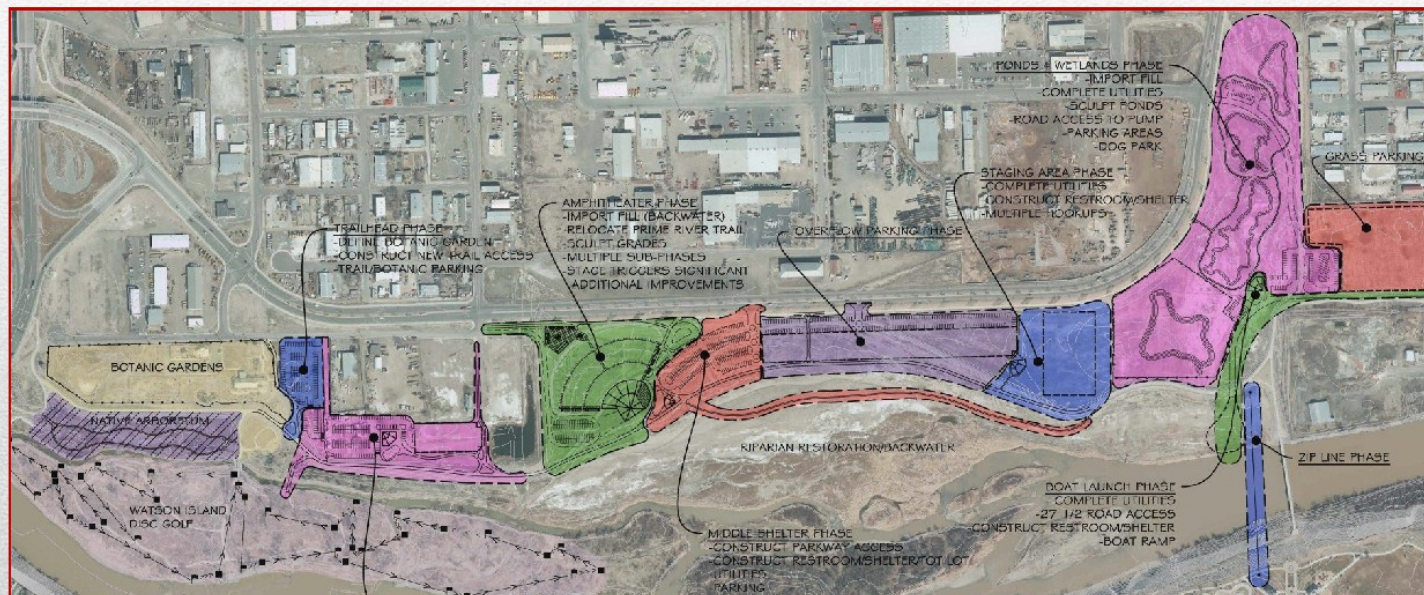 PONDS & WETLANDS PHASE
-IMPORT FILL
-COMPLETE UTILITIES
-SCULPT PONDS
-ROAD ACCESS TO PUMP
-PARKING AREAS
-DOG PARK
GRASS PARKING
STAGING AREA PHASE
-COMPLETE UTILITIES
-CONSTRUCT RESTROOM/SHELTER
-MULTIPLE HOOKUPS
AMPHITHEATER PHASE
-IMPORT FILL (BACKWATER)
-RELOCATE PRIME RIVER TRAIL
-SCULPT GRADES
-MULTIPLE SUB-PHASES
-STAGE TRIGGERS SIGNIFICANT
ADDITIONAL IMPROVEMENTS
OVERFLOW PARKING PHASE
TRAILHEAD PHASE
-DEFINE BOTANIC GARDEN
-CONSTRUCT NEW TRAIL ACCESS
-TRAIL/BOTANIC PARKING
BOTANIC GARDENS
NATIVE ARBORETUM
RIPARIAN RESTORATION/BACKWATER
ZIP LINE PHASE
WATSON ISLAND
DISC GOLF
BOAT LAUNCH PHASE
-COMPLETE UTILITIES
-27 1/2 ROAD ACCESS
-CONSTRUCT RESTROOM/SHELTER
-BOAT RAMP
MIDDLE SHELTER PHASE
-CONSTRUCT PARKWAY ACCESS
-CONSTRUCT RESTROOM/SHELTER/TOT LOT
-UTILITIES
-PARKING